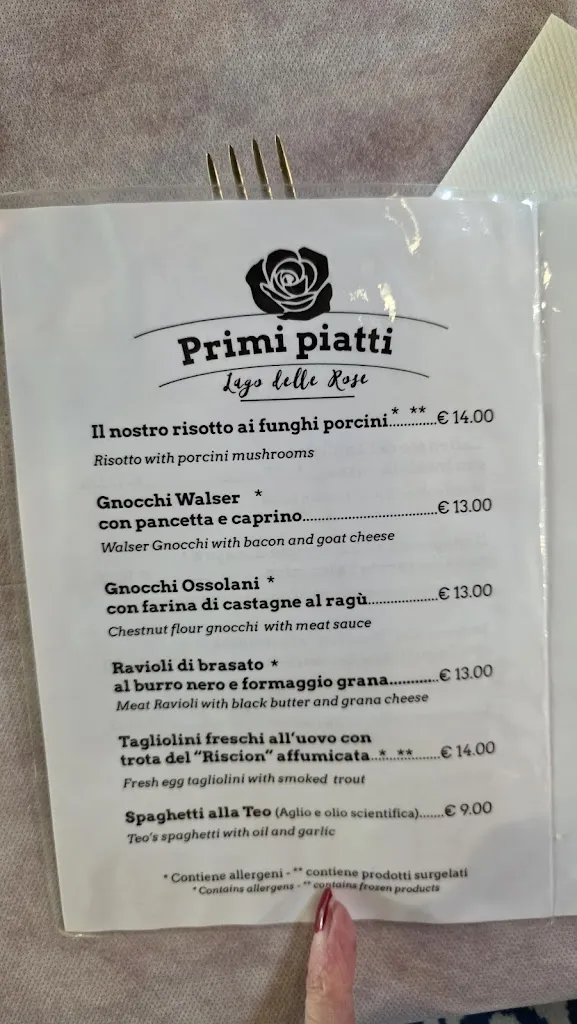 Primi piatti
Lago delle Rose
Il nostro risotto ai funghi porcini* **............€ 14.00
Risotto with porcini mushrooms
Gnocchi Walser *
con pancetta e caprino..................................€ 13.00
Walser Gnocchi with bacon and goat cheese
Gnocchi Ossolani *
con farina di castagne al ragù..................€ 13.00
Chestnut flour gnocchi with meat sauce
Ravioli di brasato *
al burro nero e formaggio grana............€ 13.00
Meat Ravioli with black butter and grana cheese
Tagliolini freschi all'uovo con
trota del "Riscion" affumicata..*..**......€ 14.00
Fresh egg tagliolini with smoked trout
Spaghetti alla Teo (Aglio e olio scientifica)......€ 9.00
Teo's spaghetti with oil and garlic
* Contiene allergeni - ** contiene prodotti surgelati
* Contains allergens - ** contains frozen products